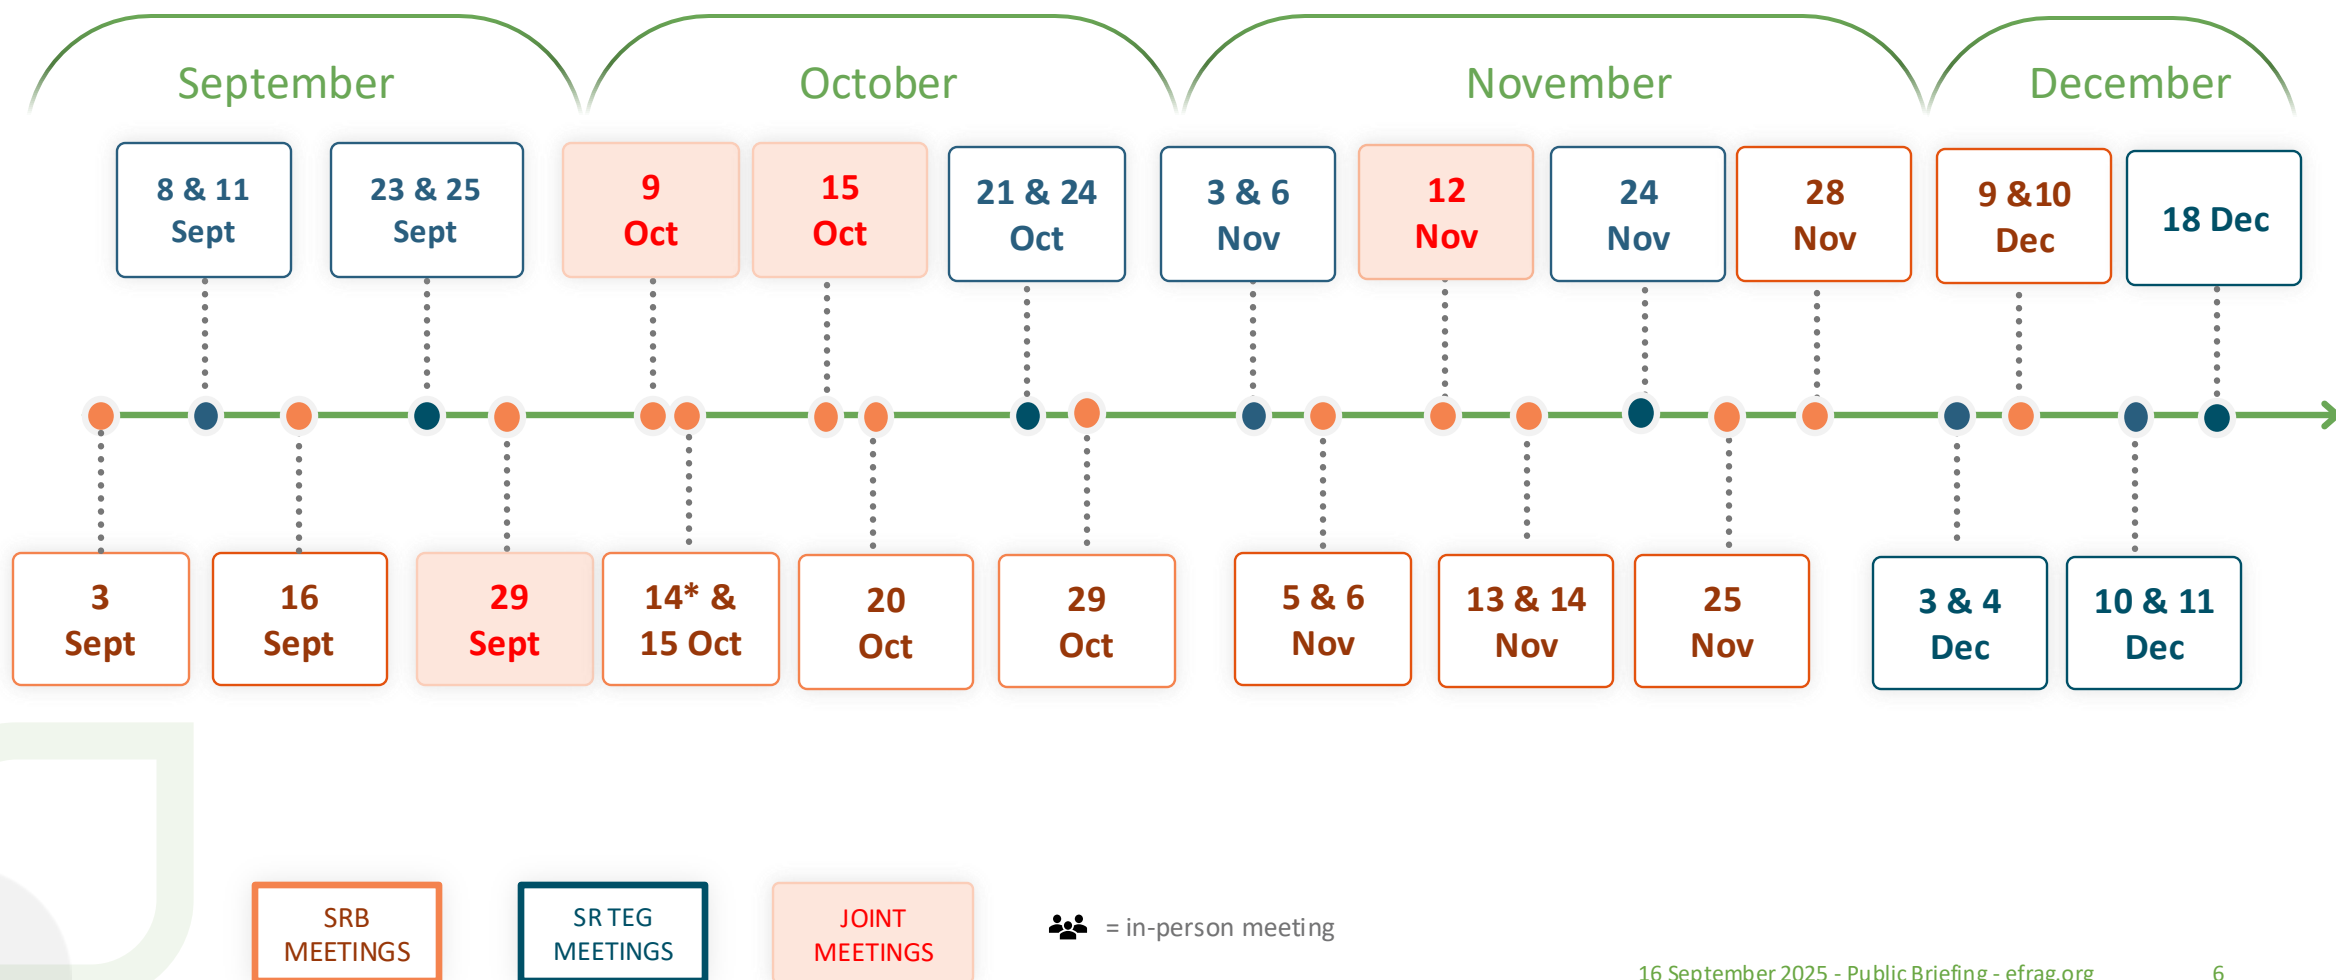 September
October
November
December
8 & 11
Sept
23 & 25
Sept
9
Oct
15
Oct
21 & 24
Oct
3 & 6
Nov
12
Nov
24
Nov
28
Nov
9 &10
Dec
18 Dec
3
Sept
16
Sept
29
Sept
14* &
15 Oct
20
Oct
29
Oct
5 & 6
Nov
13 & 14
Nov
25
Nov
3 & 4
Dec
10 & 11
Dec
SRB
MEETINGS
SR TEG
MEETINGS
JOINT
MEETINGS
= in-person meeting
16 September 2025 - Public Briefing - efrag.org
6